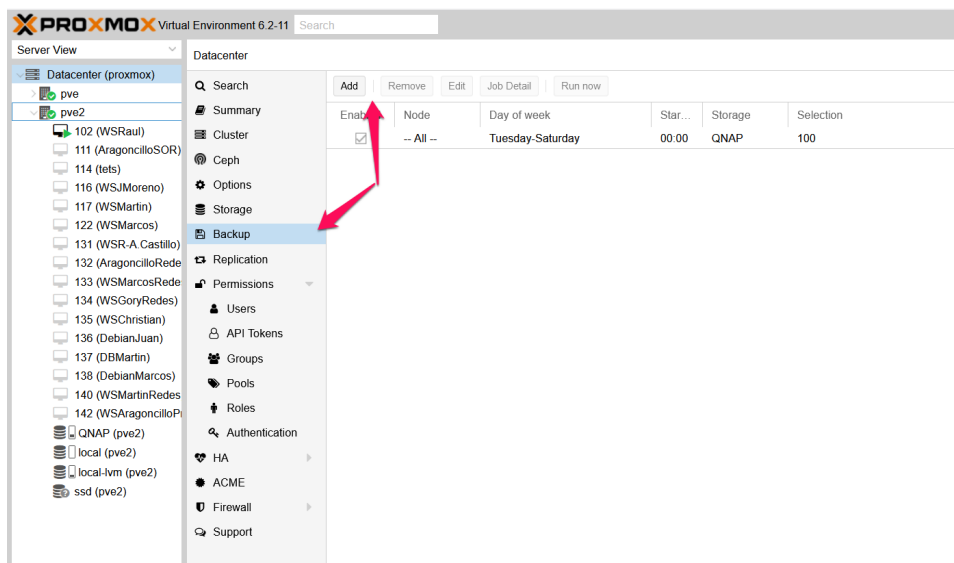 PROXMOX Virtual Environment 6.2-11 Search
Server View
Datacenter (proxmox)
pve
pve2
102 (WSRaul)
111 (AragoncilloSOR)
114 (tets)
116 (WSJMoreno)
117 (WSMartin)
122 (WSMarcos)
131 (WSR-A.Castillo)
132 (AragoncilloRede
133 (WSMarcosRede
134 (WSGoryRedes)
135 (WSChristian)
136 (DebianJuan)
137 (DBMartin)
138 (DebianMarcos)
140 (WSMartinRedes
142 (WSAragoncilloPr
QNAP (pve2)
local (pve2)
local-lvm (pve2)
ssd (pve2)
Datacenter
Search
Summary
Cluster
Ceph
Options
Storage
Backup
Replication
Permissions
Users
API Tokens
Groups
Pools
Roles
Authentication
HA
ACME
Firewall
Support
Add Remove Edit Job Detail Run now
Enab Node Day of week Star... Storage Selection
-- All -- Tuesday-Saturday 00:00 QNAP 100